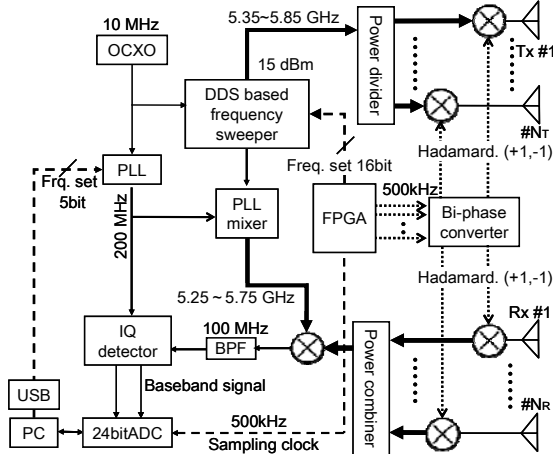 10 MHz
5.35~5.85 GHz
OCXO
15 dBm
DDS based
frequency
sweeper
Power divider
Tx #1
#NT
PLL
Frq. set
5bit
200 MHz
Freq. set 16bit
Hadamard. (+1,-1)
500kHz
FPGA
Bi-phase
converter
PLL
mixer
Hadamard. (+1,-1)
5.25 ~ 5.75 GHz
Rx #1
100 MHz
IQ
detector
BPF
Power combiner
Baseband signal
USB
#NR
500kHz
PC
24bitADC
Sampling clock